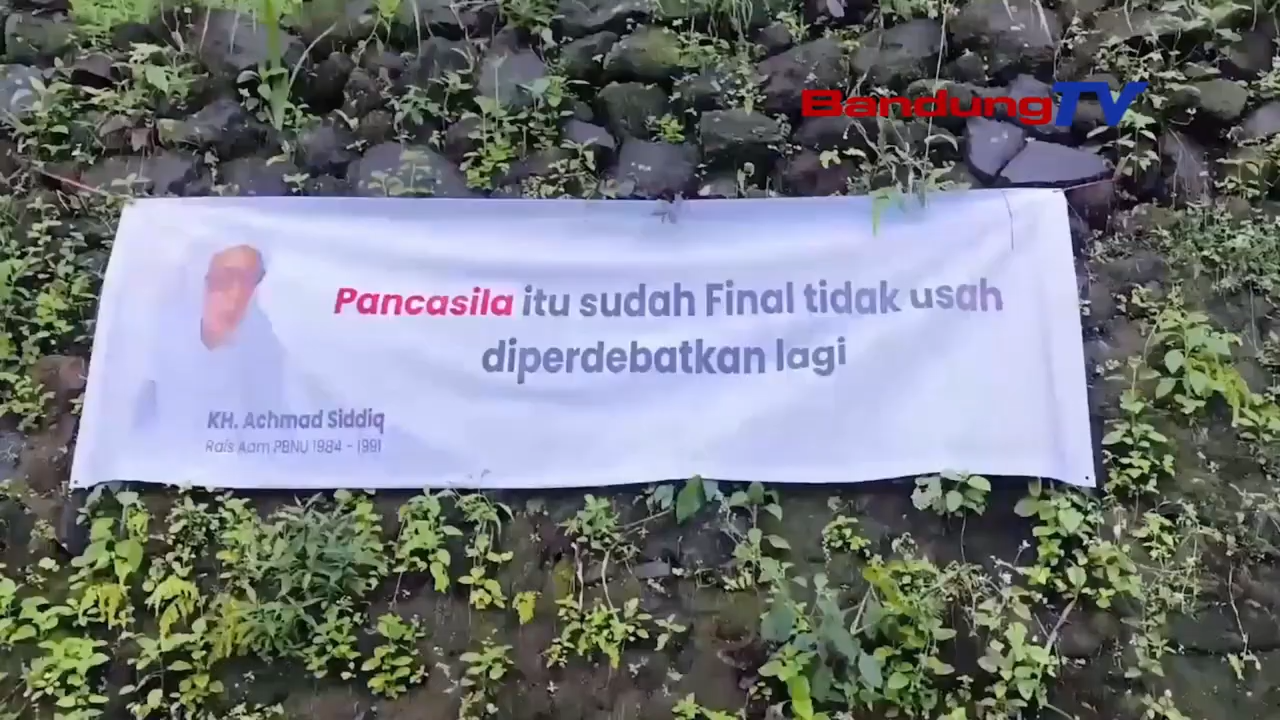 BandungTV
Pancasila itu sudah Final tidak usah
diperdebatkan lagi
KH. Achmad Siddiq
Rais Aam PBNU 1984 - 1991